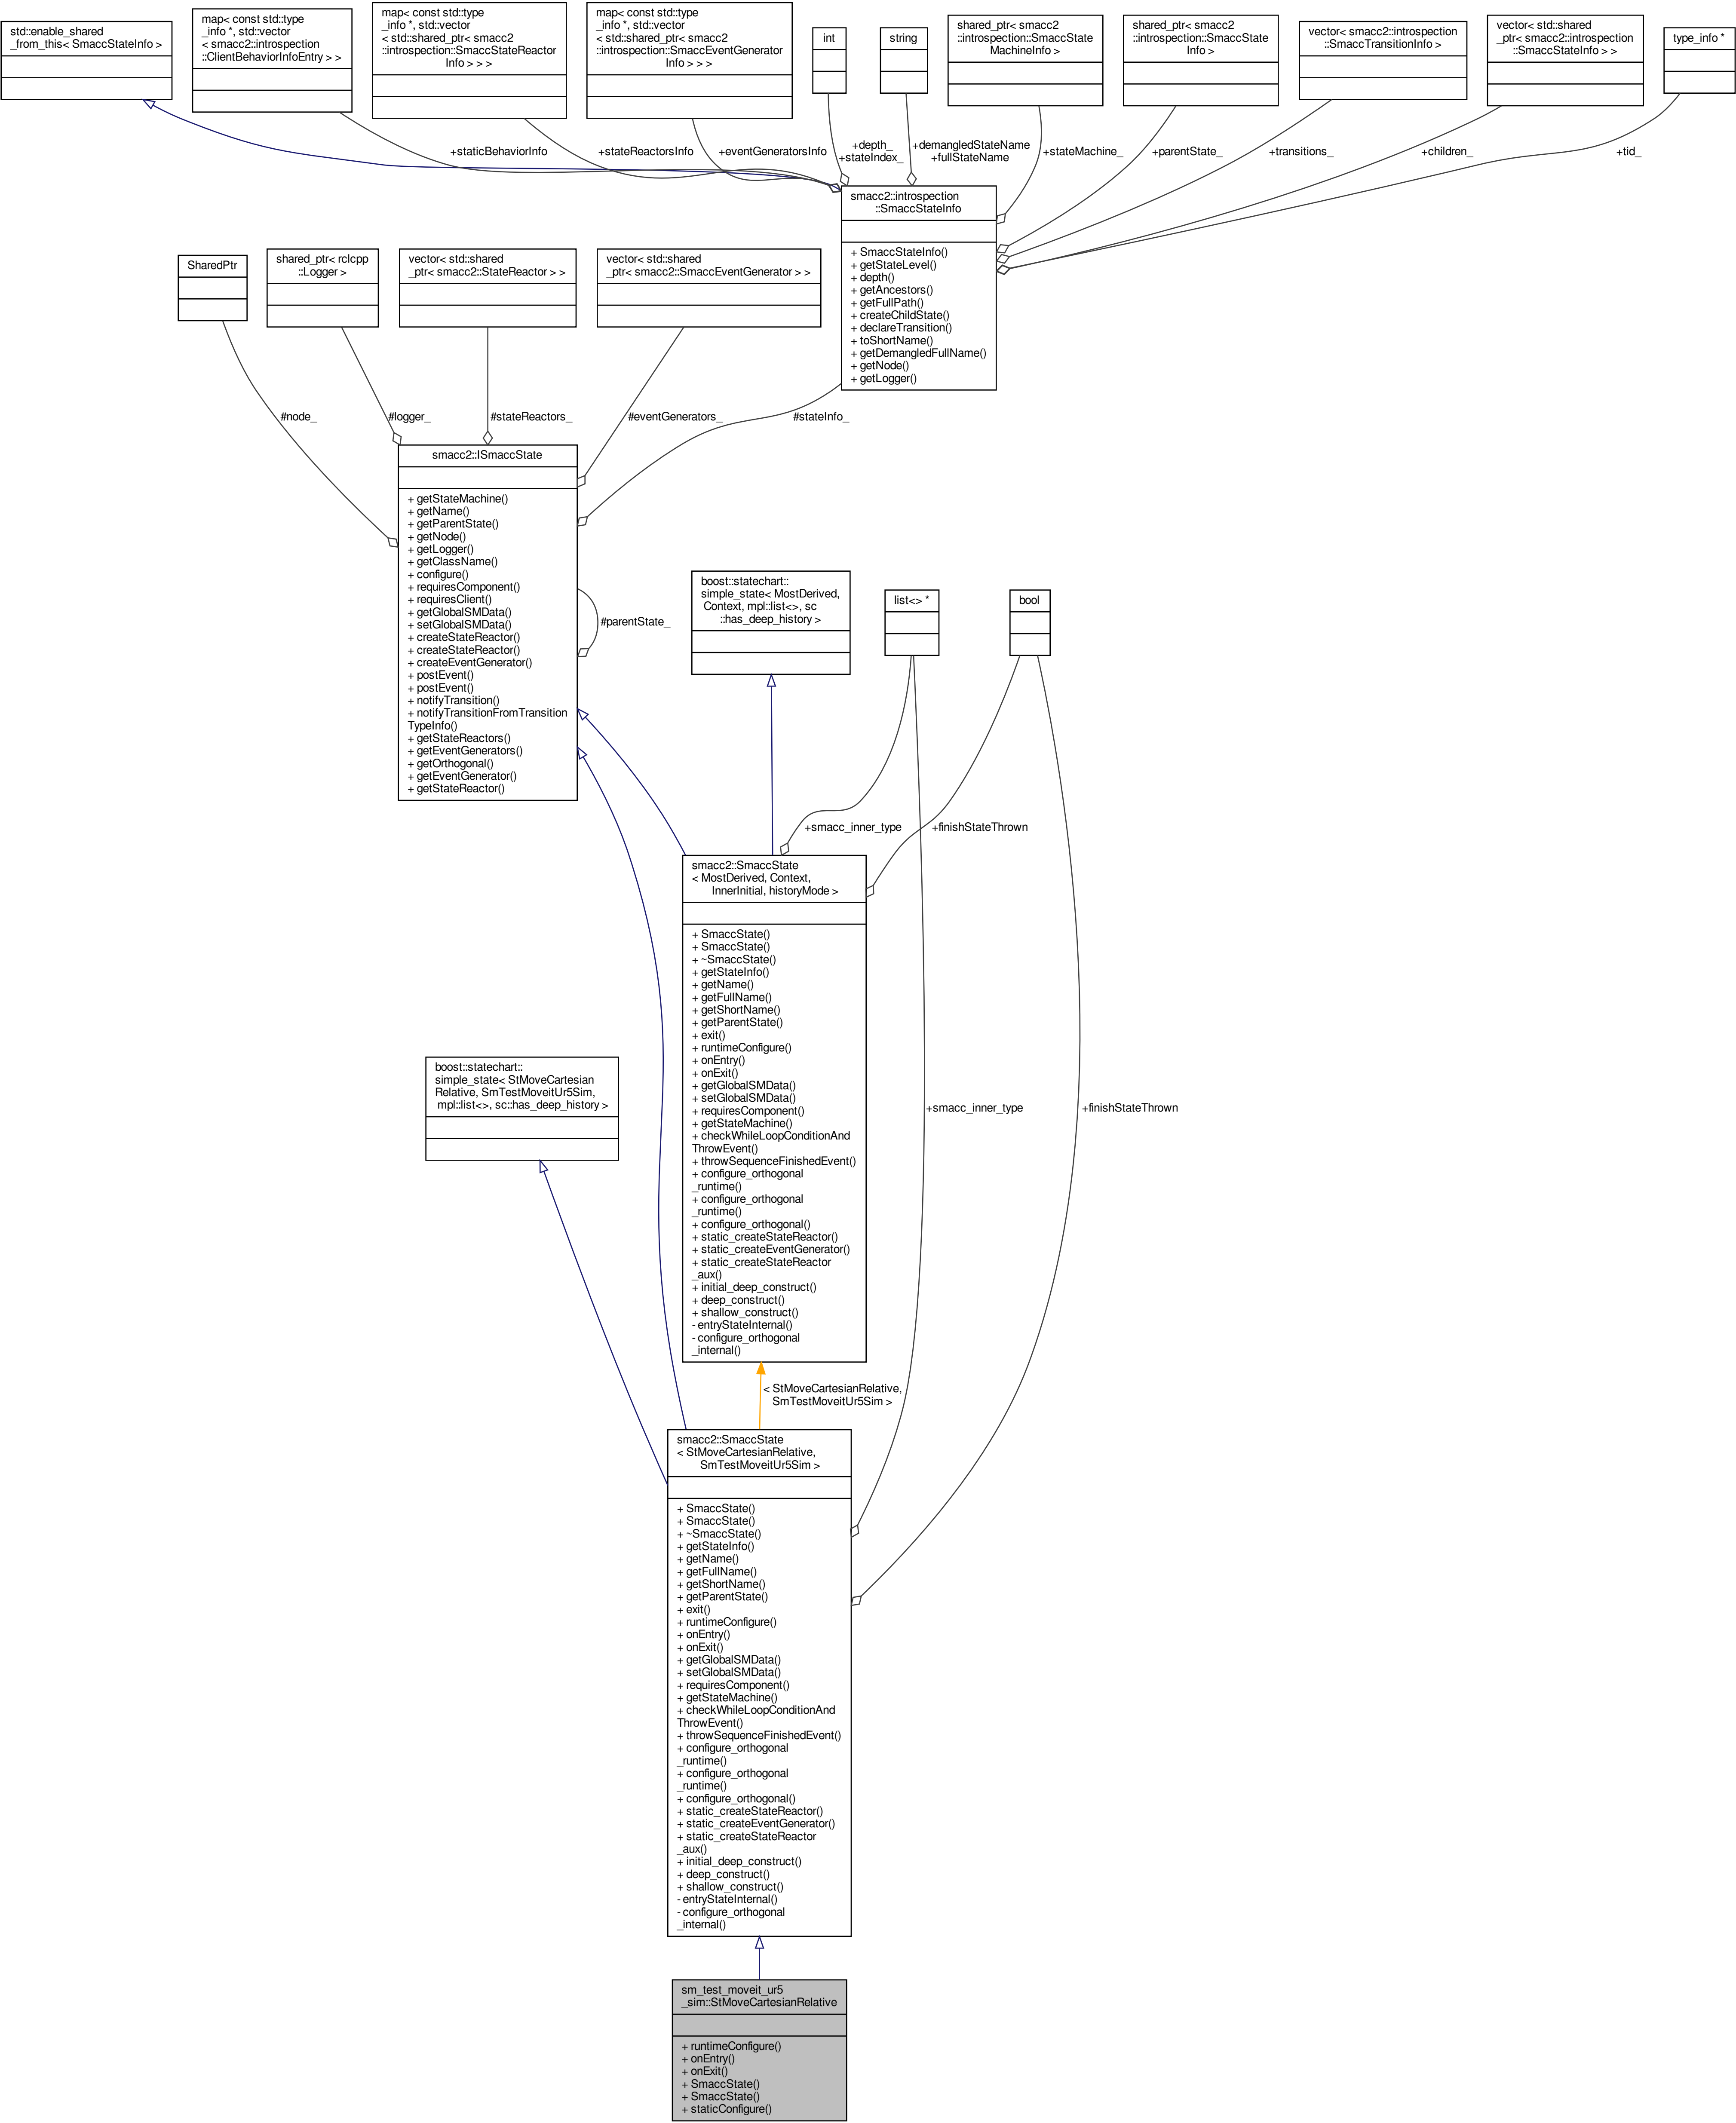 std::enable_shared
_from_this< SmaccStateInfo >
map< const std::type
_info *, std::vector
< smacc2::introspection
::ClientBehaviorInfoEntry > >
map< const std::type
_info *, std::vector
< std::shared_ptr< smacc2
::introspection::SmaccStateReactor
Info > > >
map< const std::type
_info *, std::vector
< std::shared_ptr< smacc2
::introspection::SmaccEventGenerator
Info > > >
int
string
shared_ptr< smacc2
::introspection::SmaccState
MachineInfo >
shared_ptr< smacc2
::introspection::SmaccState
Info >
vector< smacc2::introspection
::SmaccTransitionInfo >
vector< std::shared
_ptr< smacc2::introspection
::SmaccStateInfo > >
type_info *
+staticBehaviorInfo
+stateReactorsInfo
+eventGeneratorsInfo
+depth_
+stateIndex_
+demangledStateName
+fullStateName
+stateMachine_
+parentState_
+transitions_
+children_
+tid_
smacc2::introspection
::SmaccStateInfo
+ SmaccStateInfo()
+ getStateLevel()
+ depth()
+ getAncestors()
+ getFullPath()
+ createChildState()
+ declareTransition()
+ toShortName()
+ getDemangledFullName()
+ getNode()
+ getLogger()
SharedPtr
shared_ptr< rclcpp
::Logger >
vector< std::shared
_ptr< smacc2::StateReactor > >
vector< std::shared
_ptr< smacc2::SmaccEventGenerator > >
#node_
#logger_
#stateReactors_
#eventGenerators_
#stateInfo_
smacc2::ISmaccState
+ getStateMachine()
+ getName()
+ getParentState()
+ getNode()
+ getLogger()
+ getClassName()
+ configure()
+ requiresComponent()
+ requiresClient()
+ getGlobalSMData()
+ setGlobalSMData()
+ createStateReactor()
+ createStateReactor()
+ createEventGenerator()
+ postEvent()
+ postEvent()
+ notifyTransition()
+ notifyTransitionFromTransition
TypeInfo()
+ getStateReactors()
+ getEventGenerators()
+ getOrthogonal()
+ getEventGenerator()
+ getStateReactor()
#parentState_
boost::statechart::
simple_state< MostDerived,
Context, mpl::list<>, sc
::has_deep_history >
list<> *
bool
+smacc_inner_type
+finishStateThrown
smacc2::SmaccState
< MostDerived, Context,
InnerInitial, historyMode >
+ SmaccState()
+ SmaccState()
+ ~SmaccState()
+ getStateInfo()
+ getName()
+ getFullName()
+ getShortName()
+ getParentState()
+ exit()
+ runtimeConfigure()
+ onEntry()
+ onExit()
+ getGlobalSMData()
+ setGlobalSMData()
+ requiresComponent()
+ getStateMachine()
+ checkWhileLoopConditionAnd
ThrowEvent()
+ throwSequenceFinishedEvent()
+ configure_orthogonal
_runtime()
+ configure_orthogonal
_runtime()
+ configure_orthogonal()
+ static_createStateReactor()
+ static_createEventGenerator()
+ static_createStateReactor
_aux()
+ initial_deep_construct()
+ deep_construct()
+ shallow_construct()
- entryStateInternal()
- configure_orthogonal
_internal()
boost::statechart::
simple_state< StMoveCartesian
Relative, SmTestMoveitUr5Sim,
mpl::list<>, sc::has_deep_history >
+smacc_inner_type
+finishStateThrown
< StMoveCartesianRelative,
SmTestMoveitUr5Sim >
smacc2::SmaccState
< StMoveCartesianRelative,
SmTestMoveitUr5Sim >
+ SmaccState()
+ SmaccState()
+ ~SmaccState()
+ getStateInfo()
+ getName()
+ getFullName()
+ getShortName()
+ getParentState()
+ exit()
+ runtimeConfigure()
+ onEntry()
+ onExit()
+ getGlobalSMData()
+ setGlobalSMData()
+ requiresComponent()
+ getStateMachine()
+ checkWhileLoopConditionAnd
ThrowEvent()
+ throwSequenceFinishedEvent()
+ configure_orthogonal
_runtime()
+ configure_orthogonal
_runtime()
+ configure_orthogonal()
+ static_createStateReactor()
+ static_createEventGenerator()
+ static_createStateReactor
_aux()
+ initial_deep_construct()
+ deep_construct()
+ shallow_construct()
- entryStateInternal()
- configure_orthogonal
_internal()
sm_test_moveit_ur5
_sim::StMoveCartesianRelative
+ runtimeConfigure()
+ onEntry()
+ onExit()
+ SmaccState()
+ SmaccState()
+ staticConfigure()